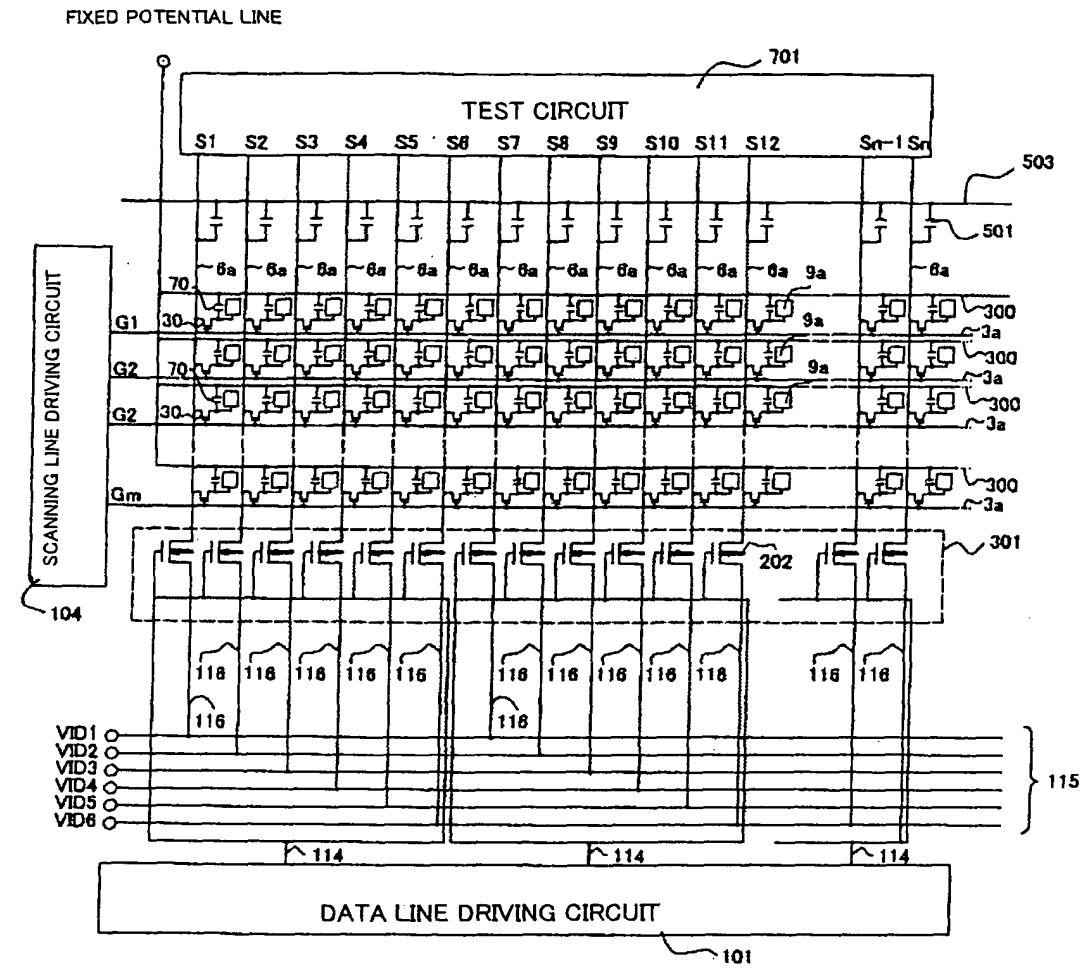 FIXED POTENTIAL LINE
701
TEST CIRCUIT
S1 S2 S3 S4 S5 S6 S7 S8 S9 S10 S11 S12 Sn-1 Sn
503
501
6a 6a 6a 6a 6a 6a 6a 6a 6a 6a 6a 6a 6a
9a
70
300
G1 30
3a
9a
300
G2
3a
70
9a
300
G2 30
3a
300
Gm
3a
SCANNING LINE DRIVING CIRCUIT
104
301
202
116 116 116 116 116 116 116 116 116 116 116 116
116 116
VID1
VID2
VID3
VID4
VID5
VID6
115
114 114 114
DATA LINE DRIVING CIRCUIT
101